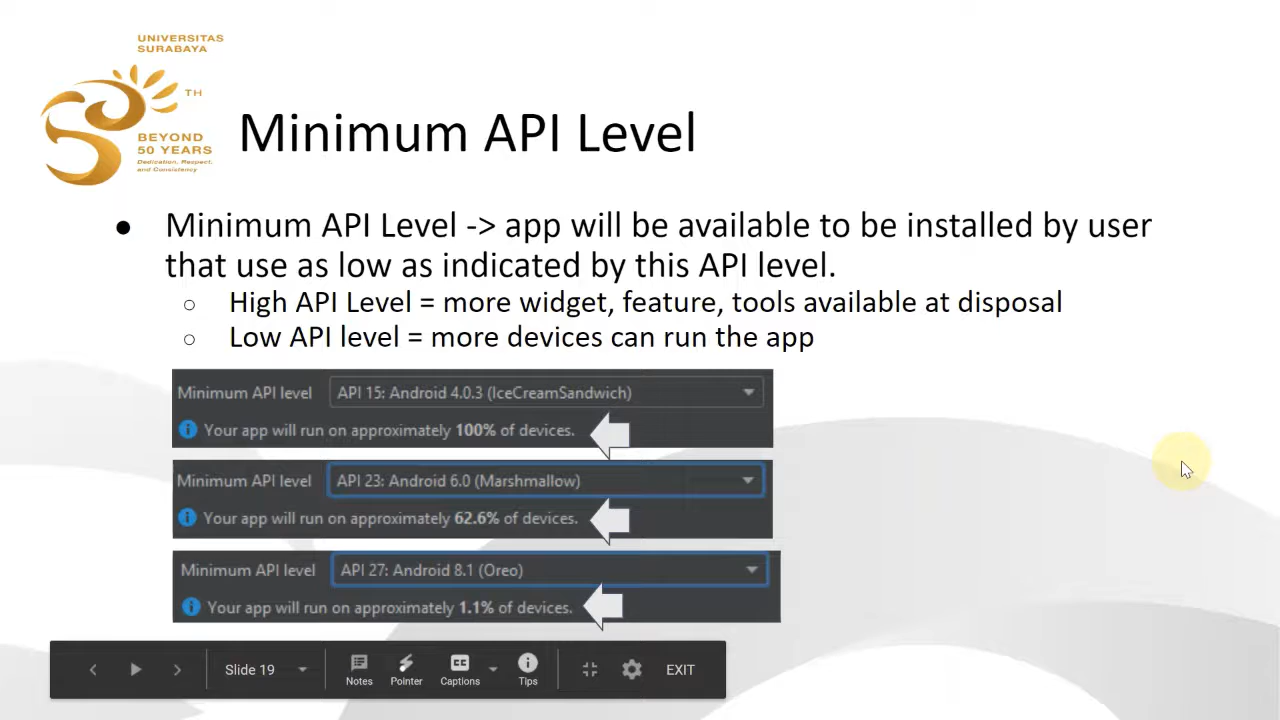 UNIVERSITAS
SURABAYA
TH
BEYOND
50 YEARS
Dedication, Respect,
and Consistency
Minimum API Level
● Minimum API Level -> app will be available to be installed by user
that use as low as indicated by this API level.
○ High API Level = more widget, feature, tools available at disposal
○ Low API level = more devices can run the app
Minimum API level API 15: Android 4.0.3 (IceCreamSandwich)
Your app will run on approximately 100% of devices.
Minimum API level API 23: Android 6.0 (Marshmallow)
Your app will run on approximately 62.6% of devices.
Minimum API level API 27: Android 8.1 (Oreo)
Your app will run on approximately 1.1% of devices.
Slide 19 Notes Pointer CC Captions Tips EXIT